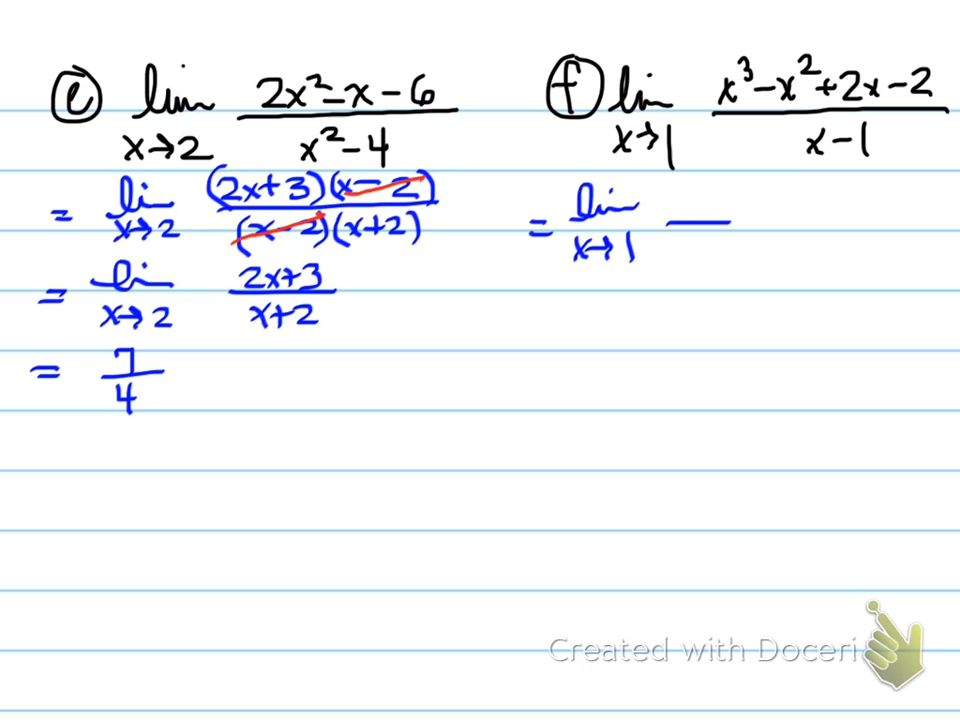 (e) lim x→2 (2x² - x - 6)/(x² - 4)
= lim x→2 ((2x+3)(x-2))/((x-2)(x+2))
= lim x→2 (2x+3)/(x+2)
= 7/4
(f) lim x→1 (x³ - x² + 2x - 2)/(x - 1)
= lim x→1 —
Created with Doceri